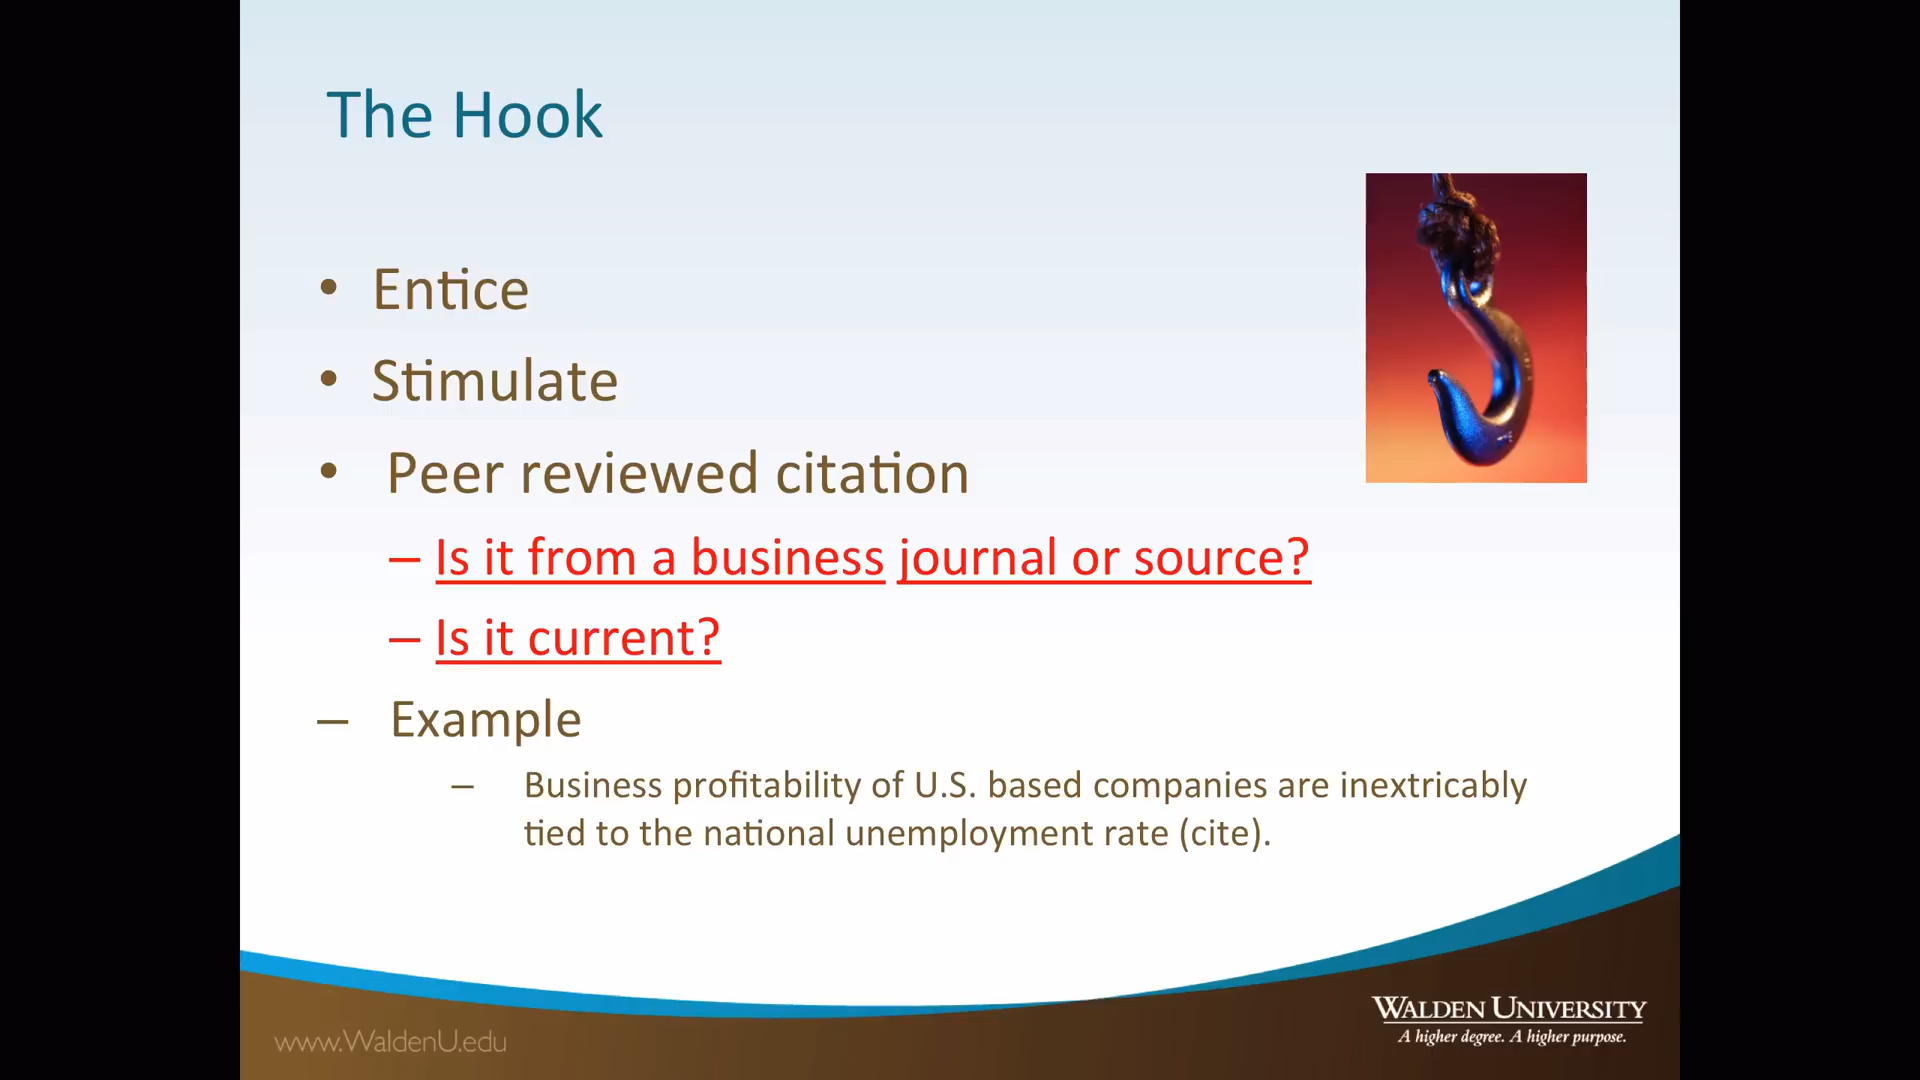 The Hook
• Entice
• Stimulate
• Peer reviewed citation
– Is it from a business journal or source?
– Is it current?
– Example
– Business profitability of U.S. based companies are inextricably
tied to the national unemployment rate (cite).
www.WaldenU.edu
WALDEN UNIVERSITY
A higher degree. A higher purpose.